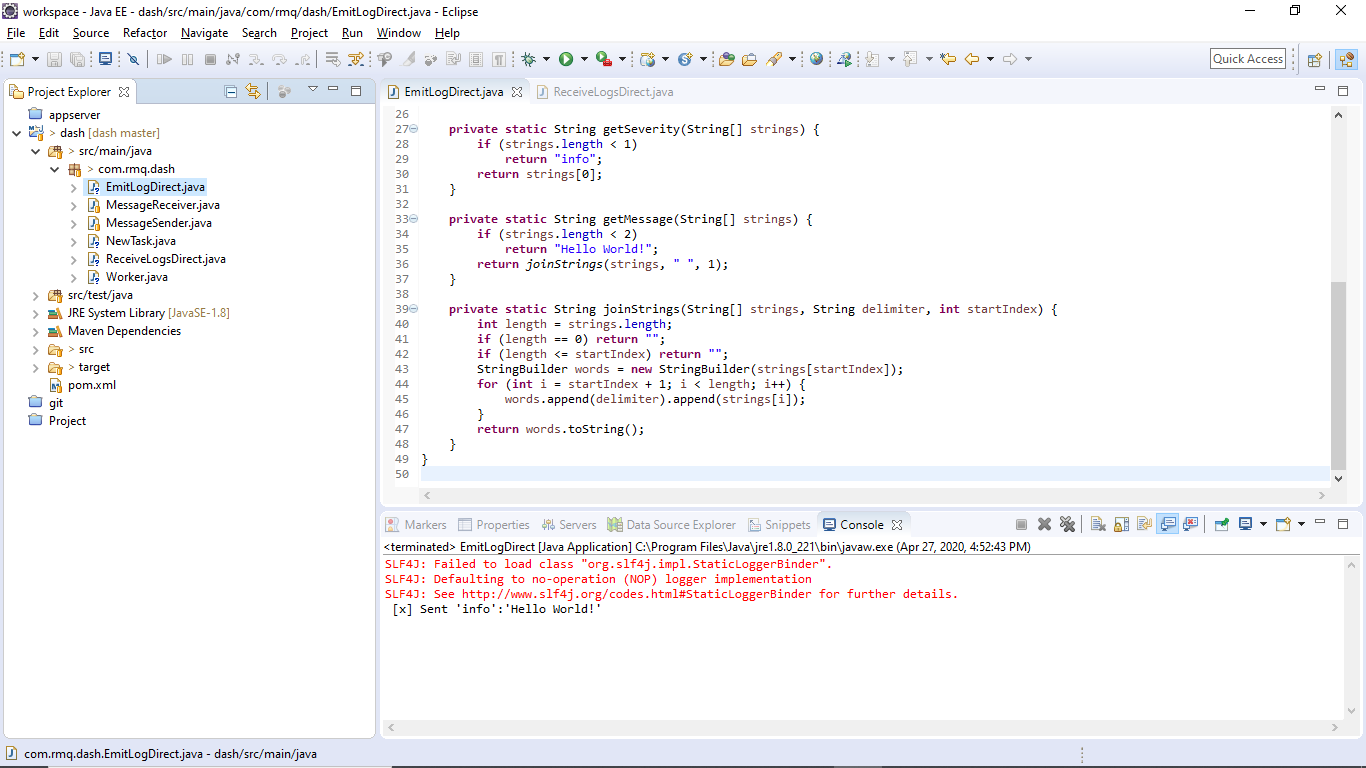 workspace - Java EE - dash/src/main/java/com/rmq/dash/EmitLogDirect.java - Eclipse
File Edit Source Refactor Navigate Search Project Run Window Help
Quick Access
Project Explorer
appserver
> dash [dash master]
> src/main/java
> com.rmq.dash
EmitLogDirect.java
MessageReceiver.java
MessageSender.java
NewTask.java
ReceiveLogsDirect.java
Worker.java
src/test/java
JRE System Library [JavaSE-1.8]
Maven Dependencies
> src
> target
pom.xml
git
Project
EmitLogDirect.java ReceiveLogsDirect.java
26
27 private static String getSeverity(String[] strings) {
28 if (strings.length < 1)
29 return "info";
30 return strings[0];
31 }
32
33 private static String getMessage(String[] strings) {
34 if (strings.length < 2)
35 return "Hello World!";
36 return joinStrings(strings, " ", 1);
37 }
38
39 private static String joinStrings(String[] strings, String delimiter, int startIndex) {
40 int length = strings.length;
41 if (length == 0) return "";
42 if (length <= startIndex) return "";
43 StringBuilder words = new StringBuilder(strings[startIndex]);
44 for (int i = startIndex + 1; i < length; i++) {
45 words.append(delimiter).append(strings[i]);
46 }
47 return words.toString();
48 }
49 }
50
Markers Properties Servers Data Source Explorer Snippets Console
<terminated> EmitLogDirect [Java Application] C:\Program Files\Java\jre1.8.0_221\bin\javaw.exe (Apr 27, 2020, 4:52:43 PM)
SLF4J: Failed to load class "org.slf4j.impl.StaticLoggerBinder".
SLF4J: Defaulting to no-operation (NOP) logger implementation
SLF4J: See http://www.slf4j.org/codes.html#StaticLoggerBinder for further details.
[x] Sent 'info':'Hello World!'
com.rmq.dash.EmitLogDirect.java - dash/src/main/java